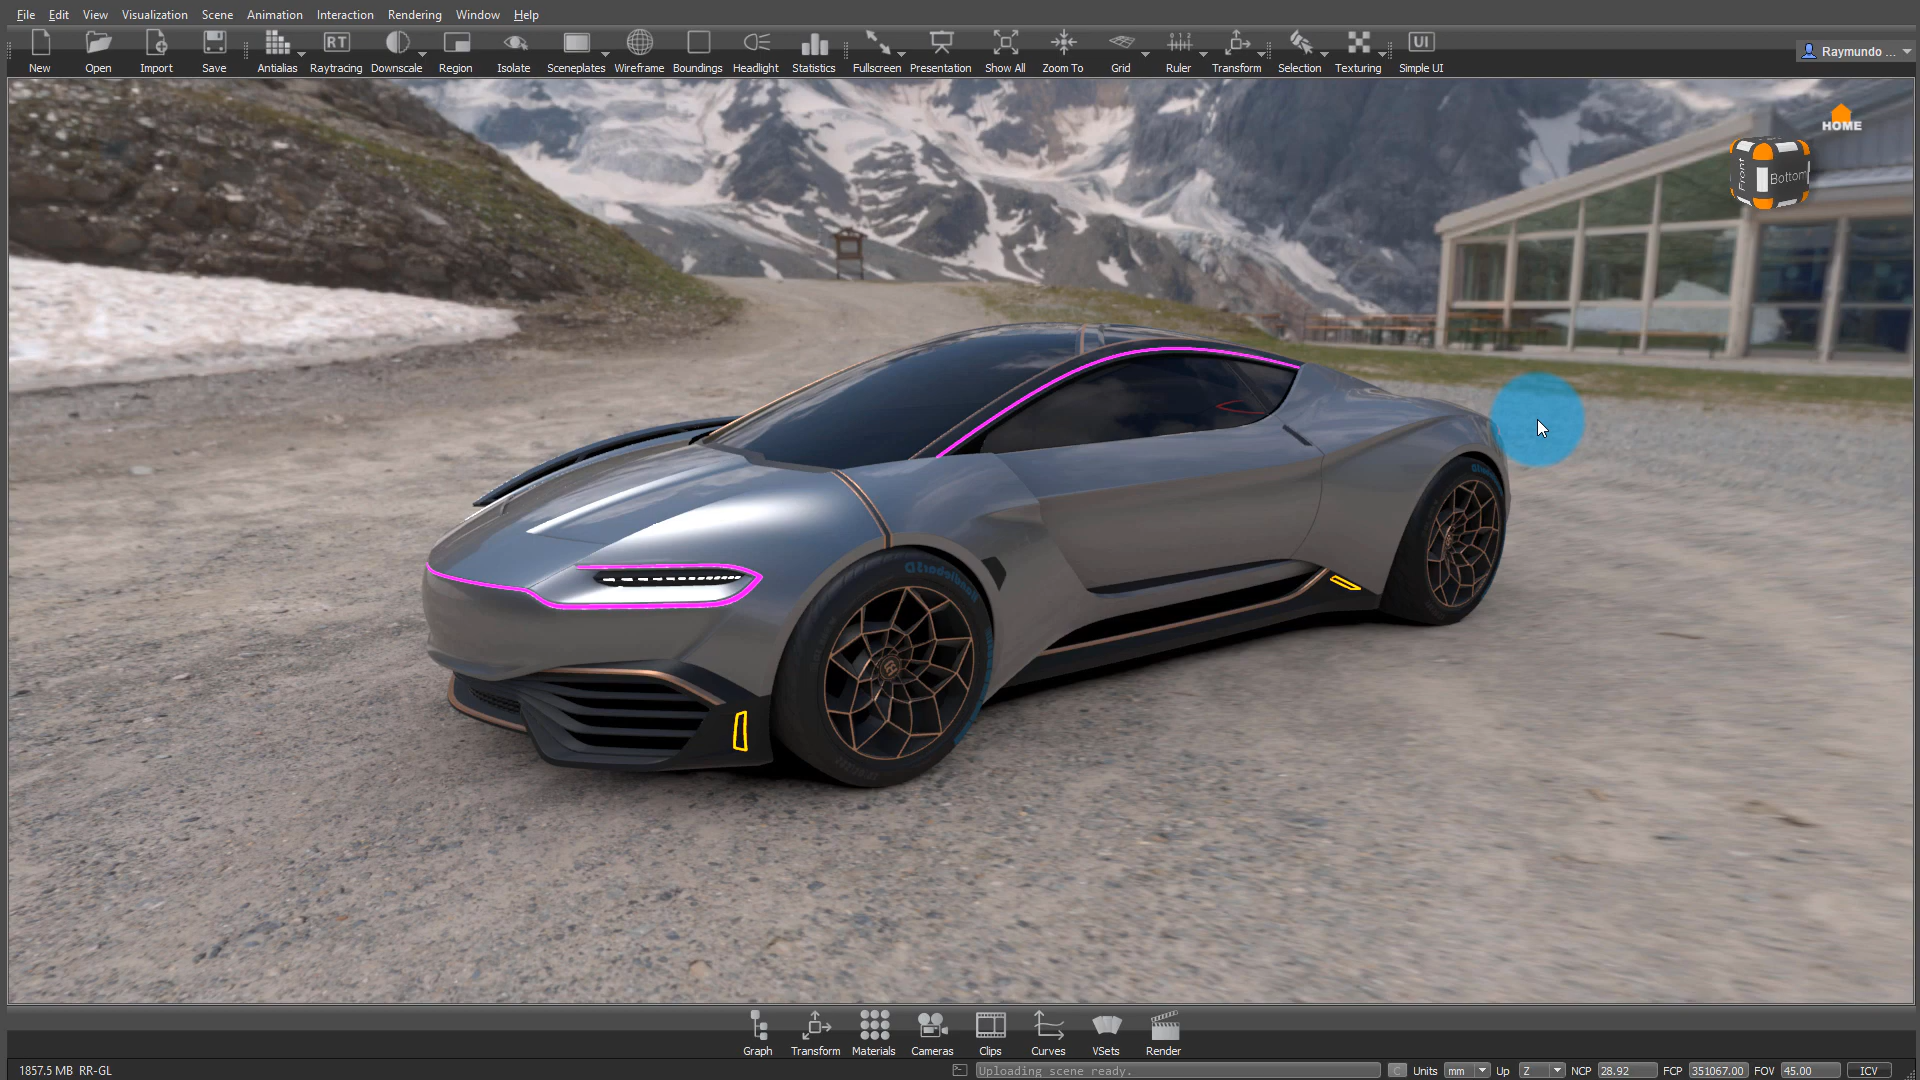 File Edit View Visualization Scene Animation Interaction Rendering Window Help
RT UI
New Open Import Save Antialias Raytracing Downscale Region Isolate Sceneplates Wireframe Boundings Headlight Statistics Fullscreen Presentation Show All Zoom To Grid Ruler Transform Selection Texturing Simple UI
Raymundo ...
HOME
Front
Bottom
Graph Transform Materials Cameras Clips Curves VSets Render
1857.5 MB RR-GL
Uploading scene ready.
C Units mm Up Z NCP 28.92 FCP 351067.00 FOV 45.00 ICV